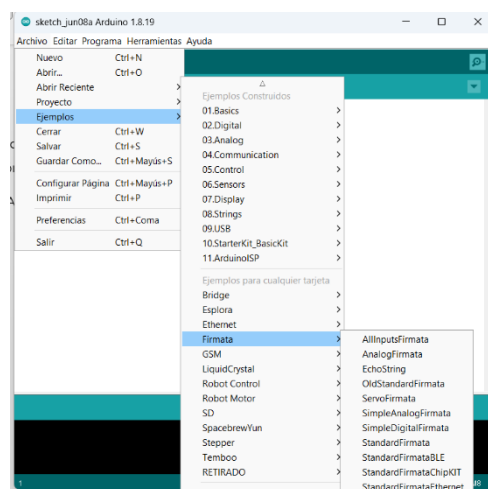 sketch_jun08a Arduino 1.8.19
Archivo Editar Programa Herramientas Ayuda
Nuevo Ctrl+N
Abrir... Ctrl+O
Abrir Reciente
Proyecto
Ejemplos
Cerrar Ctrl+W
Salvar Ctrl+S
Guardar Como... Ctrl+Mayús+S
Configurar Página Ctrl+Mayús+P
Imprimir Ctrl+P
Preferencias Ctrl+Coma
Salir Ctrl+Q
Ejemplos Construidos
01.Basics
02.Digital
03.Analog
04.Communication
05.Control
06.Sensors
07.Display
08.Strings
09.USB
10.StarterKit_BasicKit
11.ArduinoISP
Ejemplos para cualquier tarjeta
Bridge
Esplora
Ethernet
Firmata
GSM
LiquidCrystal
Robot Control
Robot Motor
SD
SpacebrewYun
Stepper
Temboo
RETIRADO
AllInputsFirmata
AnalogFirmata
EchoString
OldStandardFirmata
ServoFirmata
SimpleAnalogFirmata
SimpleDigitalFirmata
StandardFirmata
StandardFirmataBLE
StandardFirmataChipKIT
StandardFirmataEthernet
1